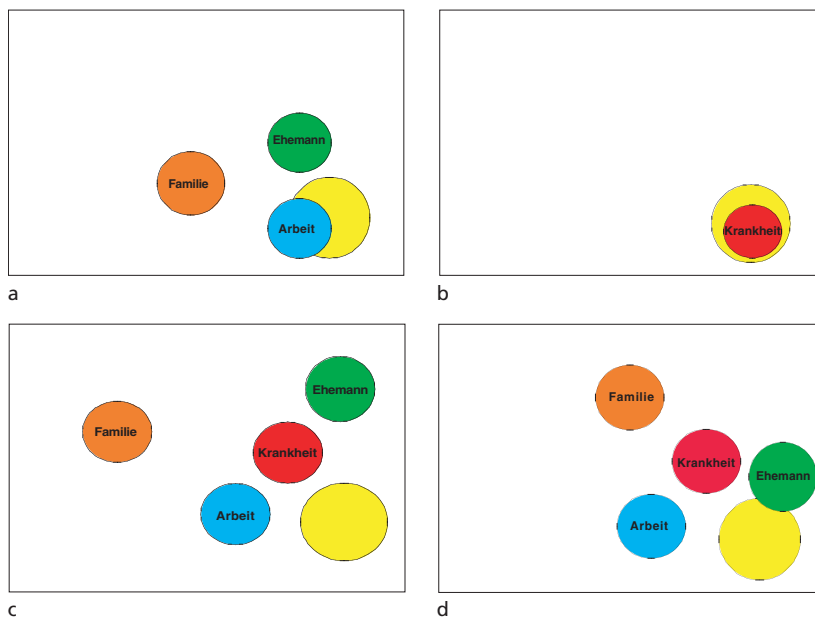 Ehemann
Familie
Arbeit
a
Krankheit
b
Ehemann
Familie
Krankheit
Arbeit
c
Familie
Krankheit
Ehemann
Arbeit
d